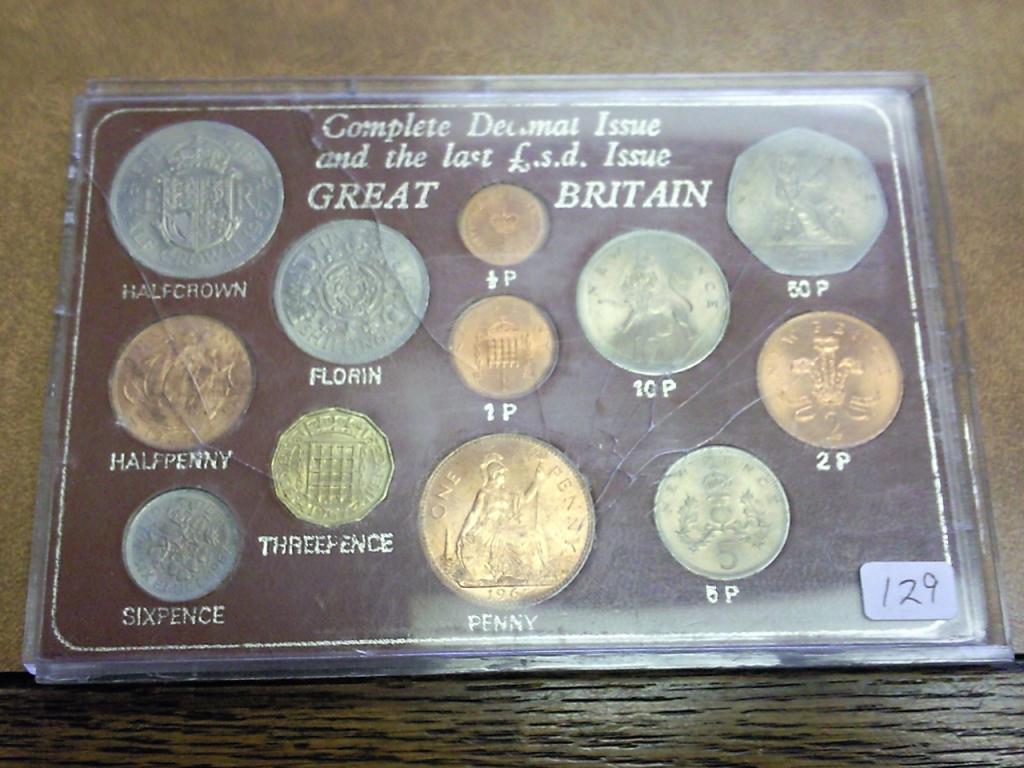 Complete Decimal Issue
and the last £.s.d. Issue
GREAT BRITAIN
HALFCROWN
FLORIN
½P
10P
50P
HALFPENNY
1P
2P
SIXPENCE
THREEPENCE
ONE PENNY
PENNY
5P
129